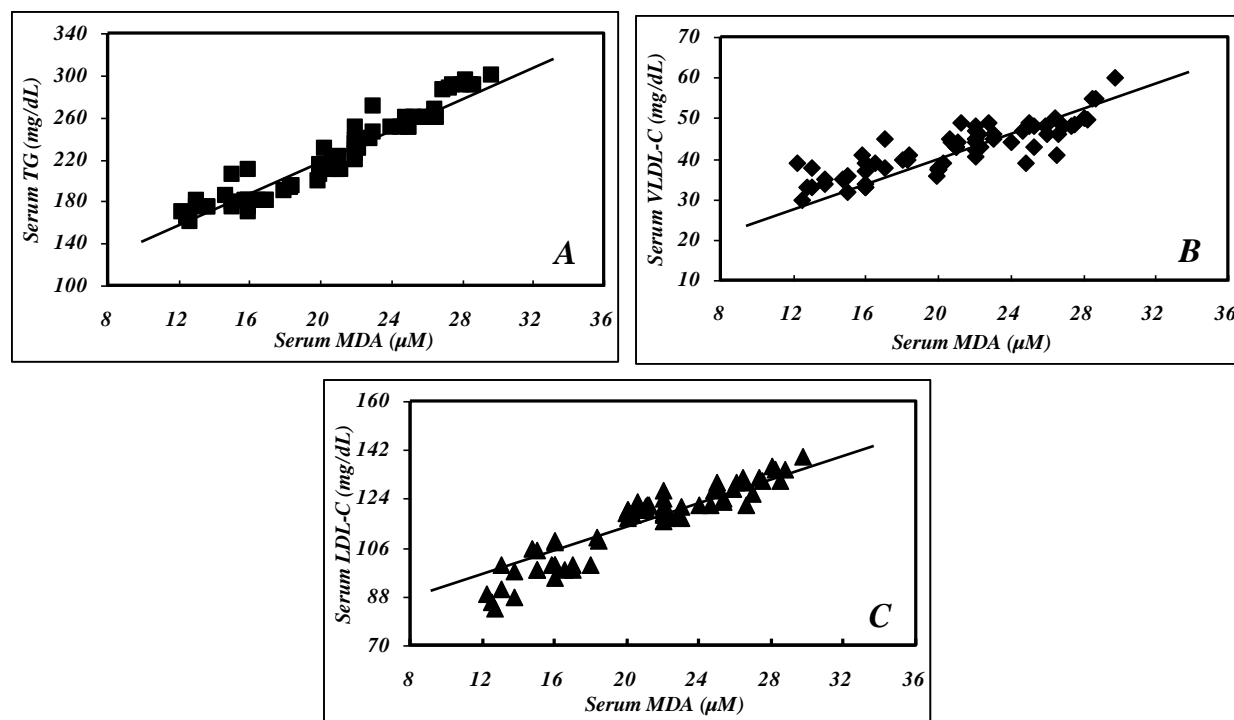 340
300
260
220
180
140
100
Serum TG (mg/dL)
A
8 12 16 20 24 28 32 36
Serum MDA (µM)
70
60
50
40
30
20
10
Serum VLDL-C (mg/dL)
B
8 12 16 20 24 28 32 36
Serum MDA (µM)
160
142
124
106
88
70
Serum LDL-C (mg/dL)
C
8 12 16 20 24 28 32 36
Serum MDA (µM)